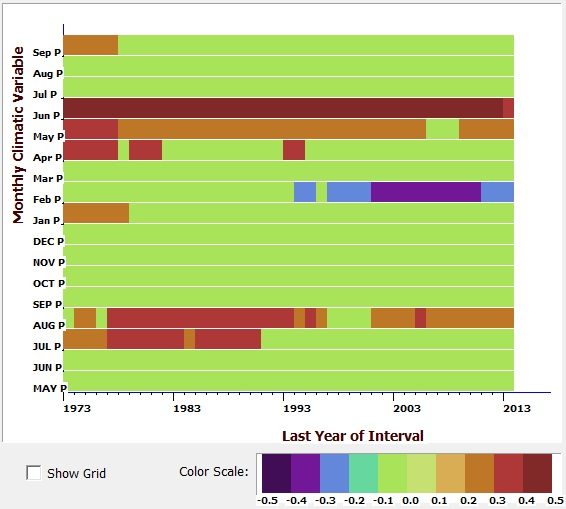 Monthly Climatic Variable
Sep P
Aug P
Jul P
Jun P
May P
Apr P
Mar P
Feb P
Jan P
DEC P
NOV P
OCT P
SEP P
AUG P
JUL P
JUN P
MAY P
1973 1983 1993 2003 2013
Last Year of Interval
Show Grid
Color Scale:
-0.5 -0.4 -0.3 -0.2 -0.1 0.0 0.1 0.2 0.3 0.4 0.5